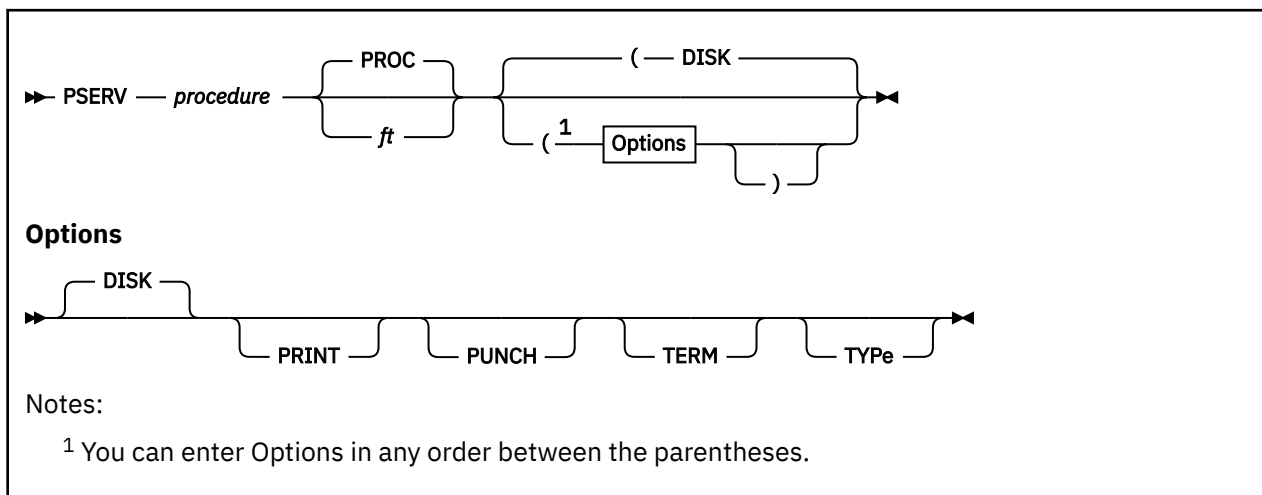 PROC ( DISK
PSERV procedure
ft ( 1 Options
)
Options
DISK
PRINT PUNCH TERM TYPe
Notes:
1 You can enter Options in any order between the parentheses.